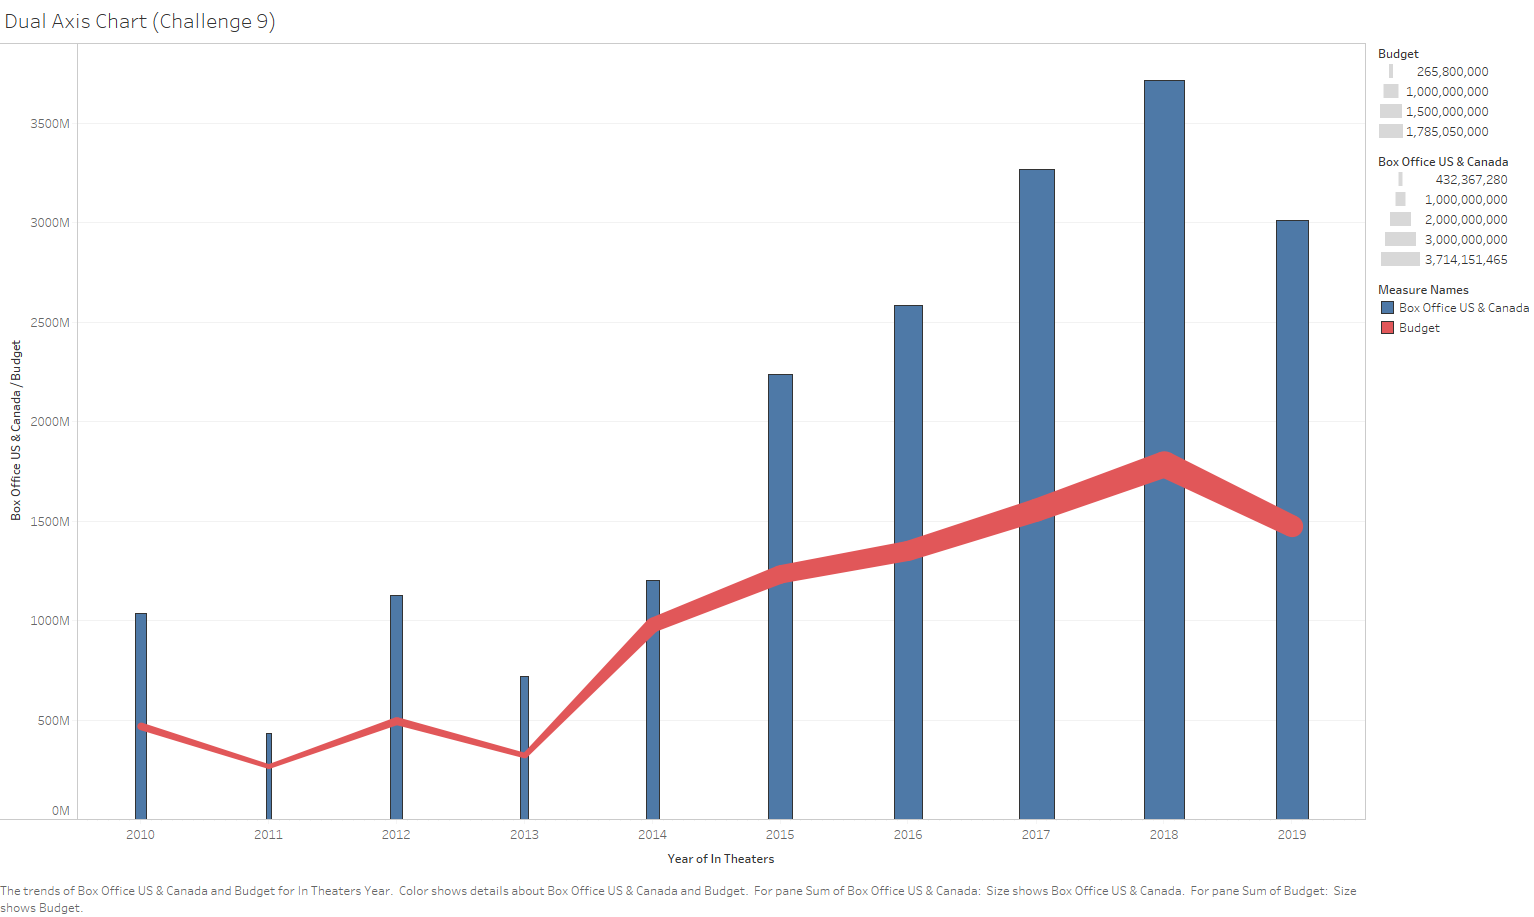 Dual Axis Chart (Challenge 9)
3500M
3000M
2500M
2000M
1500M
1000M
500M
0M
Box Office US & Canada / Budget
2010 2011 2012 2013 2014 2015 2016 2017 2018 2019
Year of In Theaters
Budget
265,800,000
1,000,000,000
1,500,000,000
1,785,050,000
Box Office US & Canada
432,367,280
1,000,000,000
2,000,000,000
3,000,000,000
3,714,151,465
Measure Names
Box Office US & Canada
Budget
The trends of Box Office US & Canada and Budget for In Theaters Year.  Color shows details about Box Office US & Canada and Budget.  For pane Sum of Box Office US & Canada:  Size shows Box Office US & Canada.  For pane Sum of Budget:  Size
shows Budget.